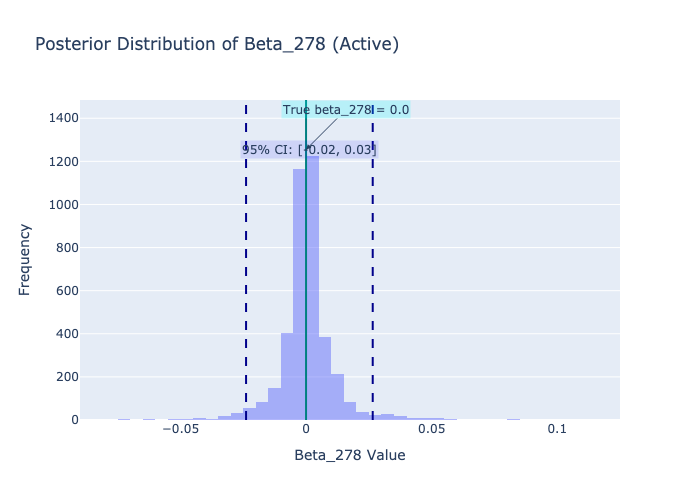 Posterior Distribution of Beta_278 (Active)
True beta_278 = 0.0
95% CI: [-0.02, 0.03]
1400
1200
1000
800
600
400
200
0
Frequency
−0.05
0
0.05
0.1
Beta_278 Value